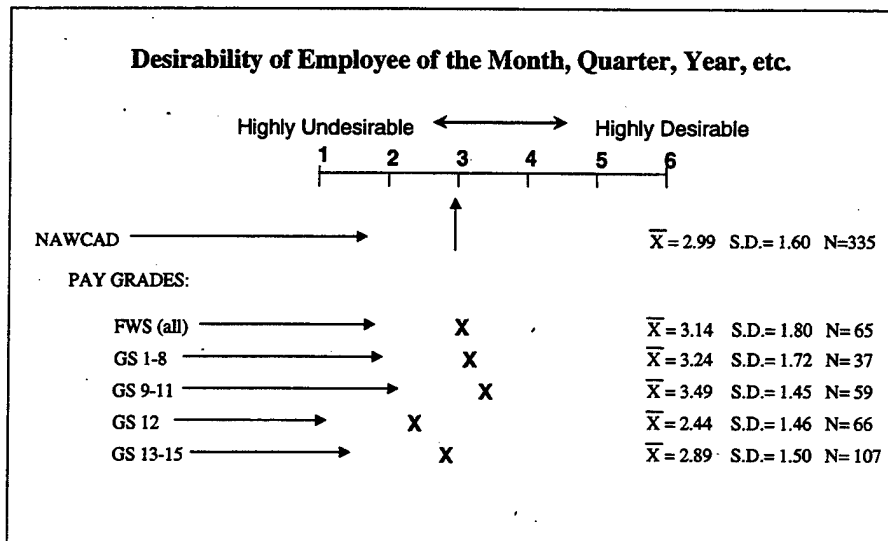 Desirability of Employee of the Month, Quarter, Year, etc.
Highly Undesirable Highly Desirable
1 2 3 4 5 6
NAWCAD X̅ = 2.99 S.D.= 1.60 N=335
PAY GRADES:
FWS (all) X X̅ = 3.14 S.D.= 1.80 N= 65
GS 1-8 X X̅ = 3.24 S.D.= 1.72 N= 37
GS 9-11 X X̅ = 3.49 S.D.= 1.45 N= 59
GS 12 X X̅ = 2.44 S.D.= 1.46 N= 66
GS 13-15 X X̅ = 2.89 S.D.= 1.50 N= 107